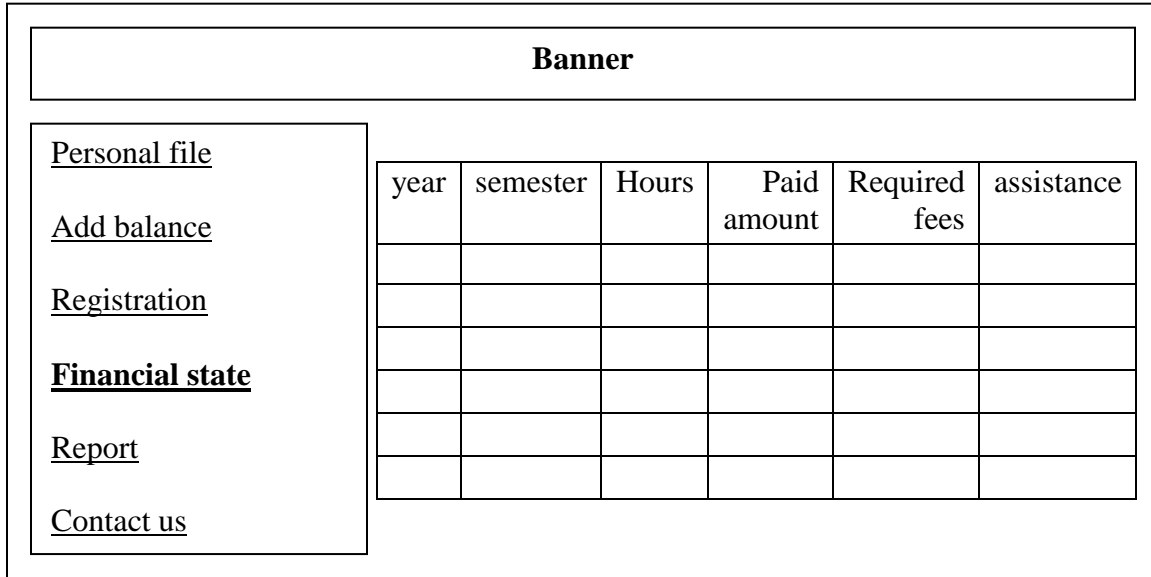 Banner
Personal file
Add balance
Registration
Financial state
Report
Contact us
year semester Hours Paid amount Required fees assistance